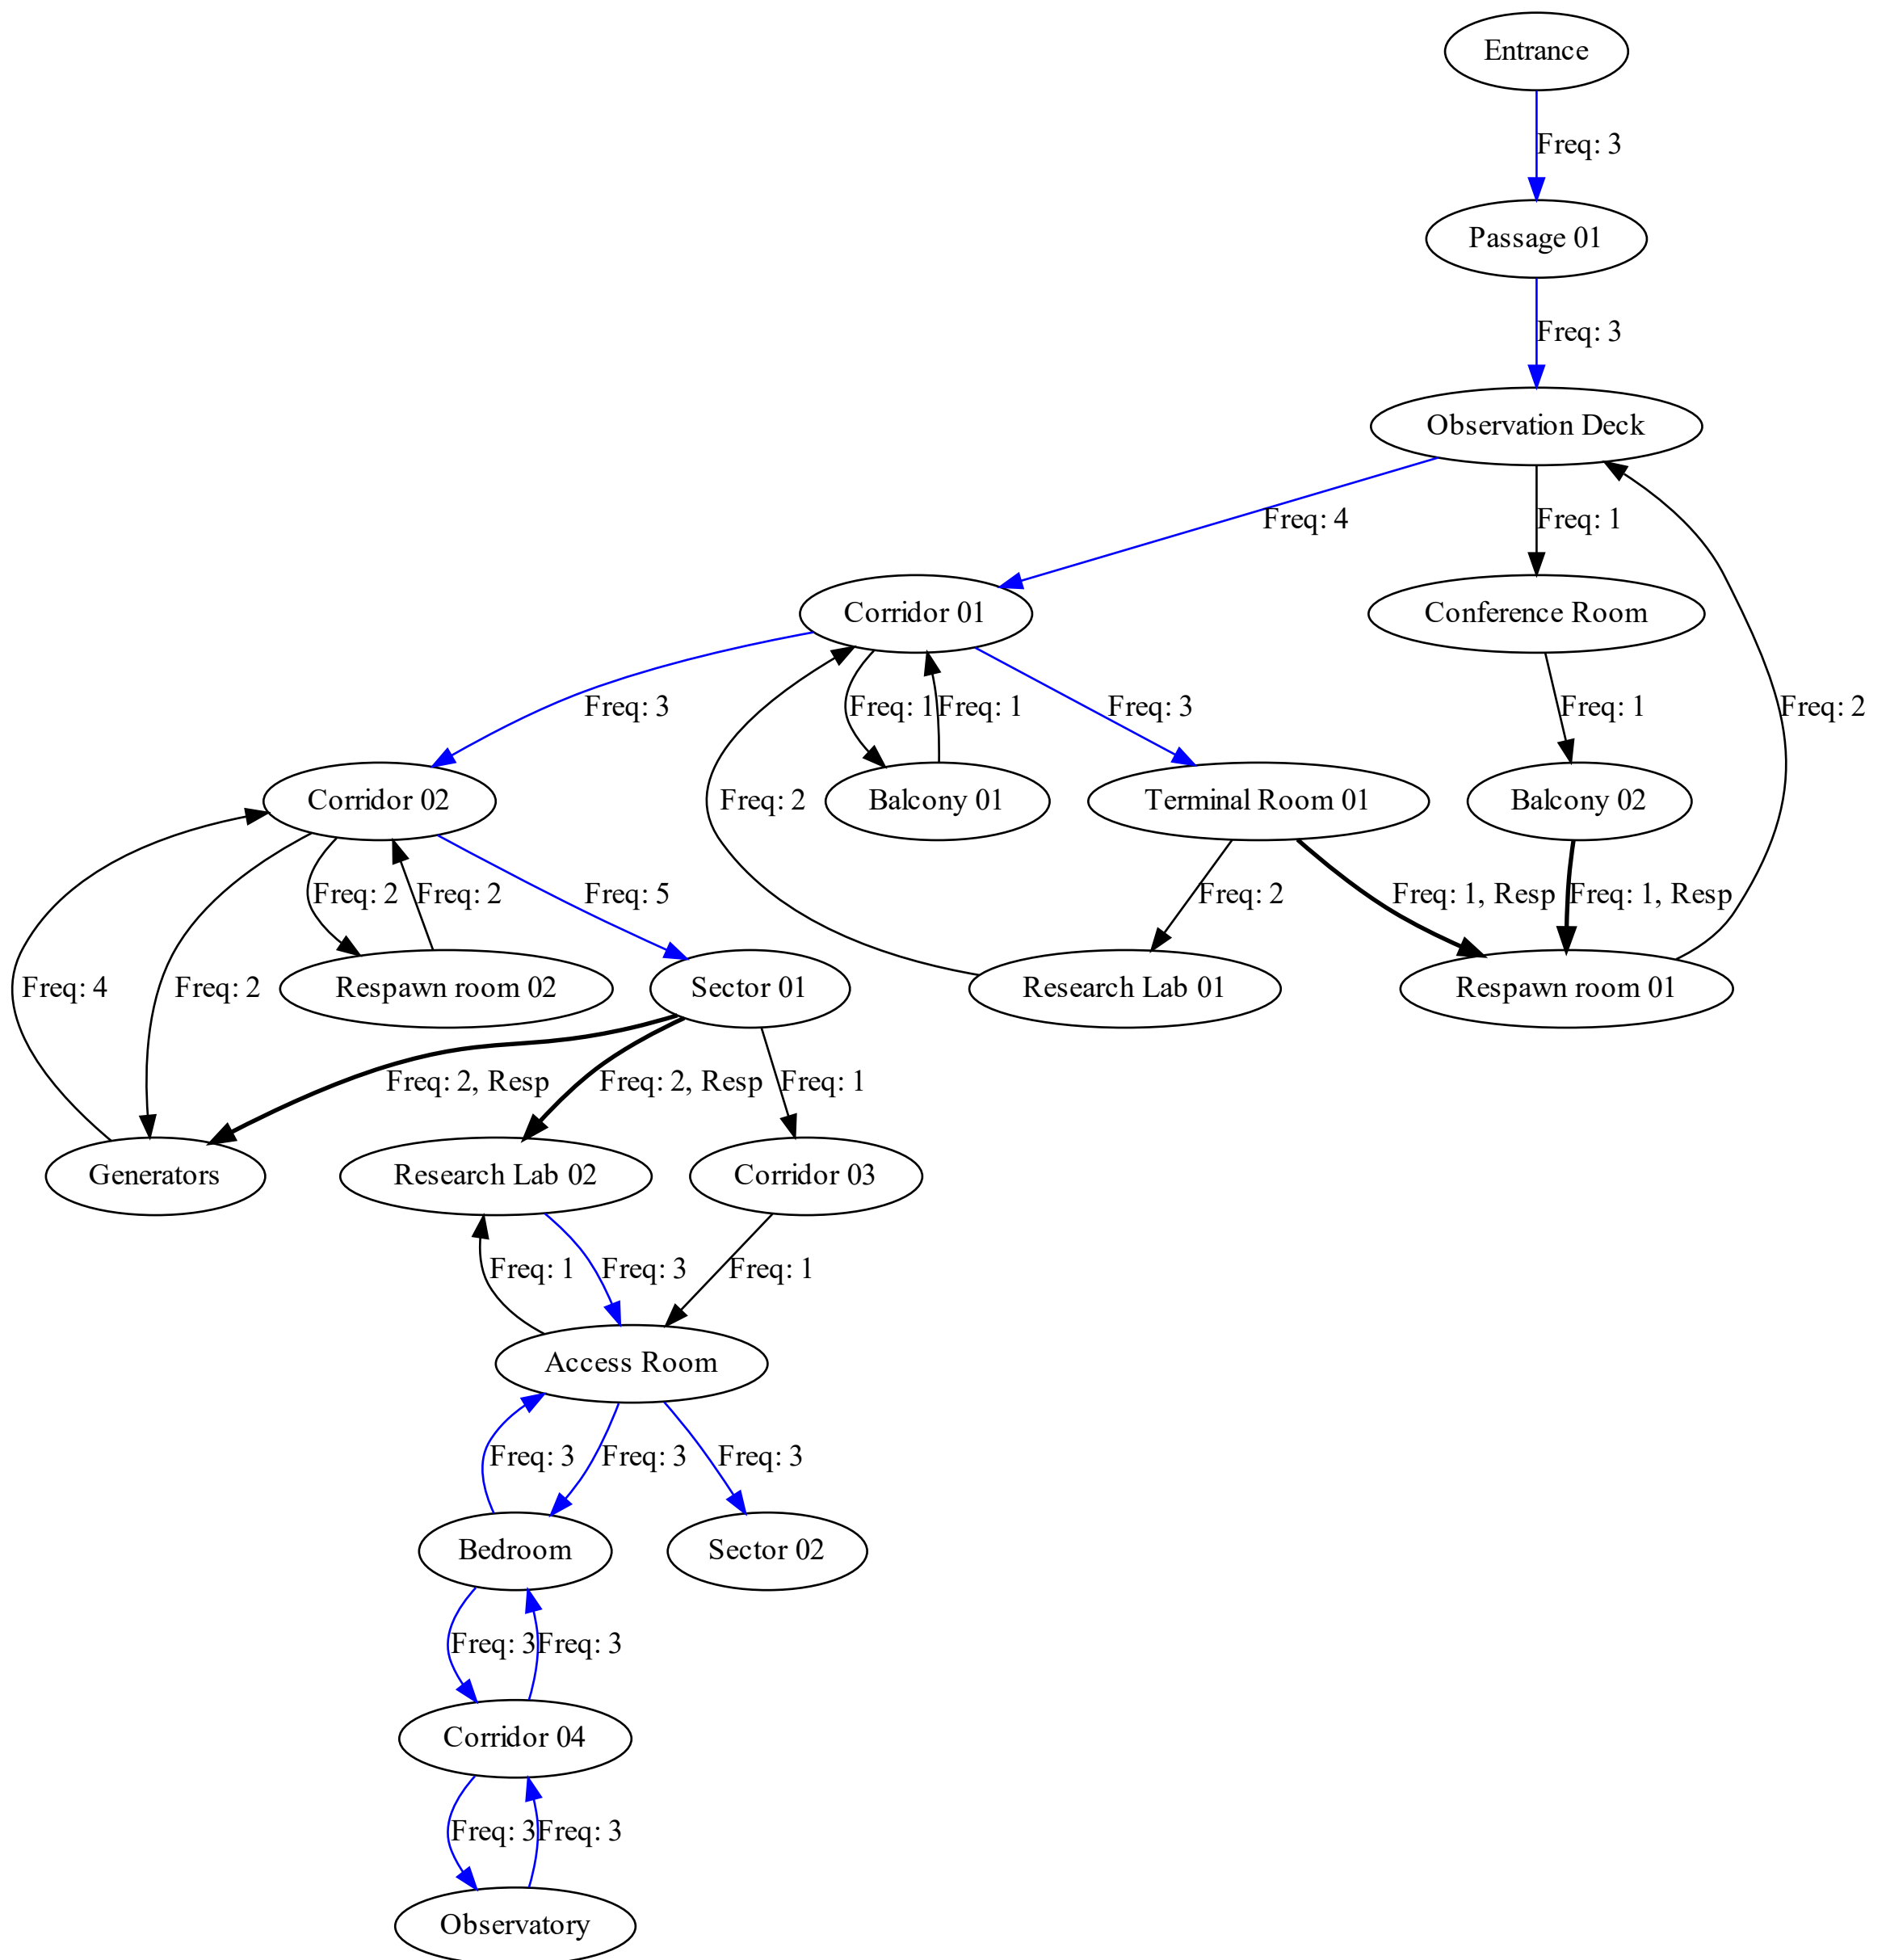 Entrance
Freq: 3
Passage 01
Freq: 3
Observation Deck
Freq: 4
Freq: 1
Corridor 01
Conference Room
Freq: 3
Freq: 1
Freq: 1
Freq: 3
Freq: 1
Freq: 2
Corridor 02
Freq: 2
Balcony 01
Terminal Room 01
Balcony 02
Freq: 2
Freq: 2
Freq: 5
Freq: 2
Freq: 1, Resp
Freq: 1, Resp
Freq: 4
Freq: 2
Respawn room 02
Sector 01
Research Lab 01
Respawn room 01
Freq: 2, Resp
Freq: 2, Resp
Freq: 1
Generators
Research Lab 02
Corridor 03
Freq: 1
Freq: 3
Freq: 1
Access Room
Freq: 3
Freq: 3
Freq: 3
Bedroom
Sector 02
Freq: 3
Freq: 3
Corridor 04
Freq: 3
Freq: 3
Observatory